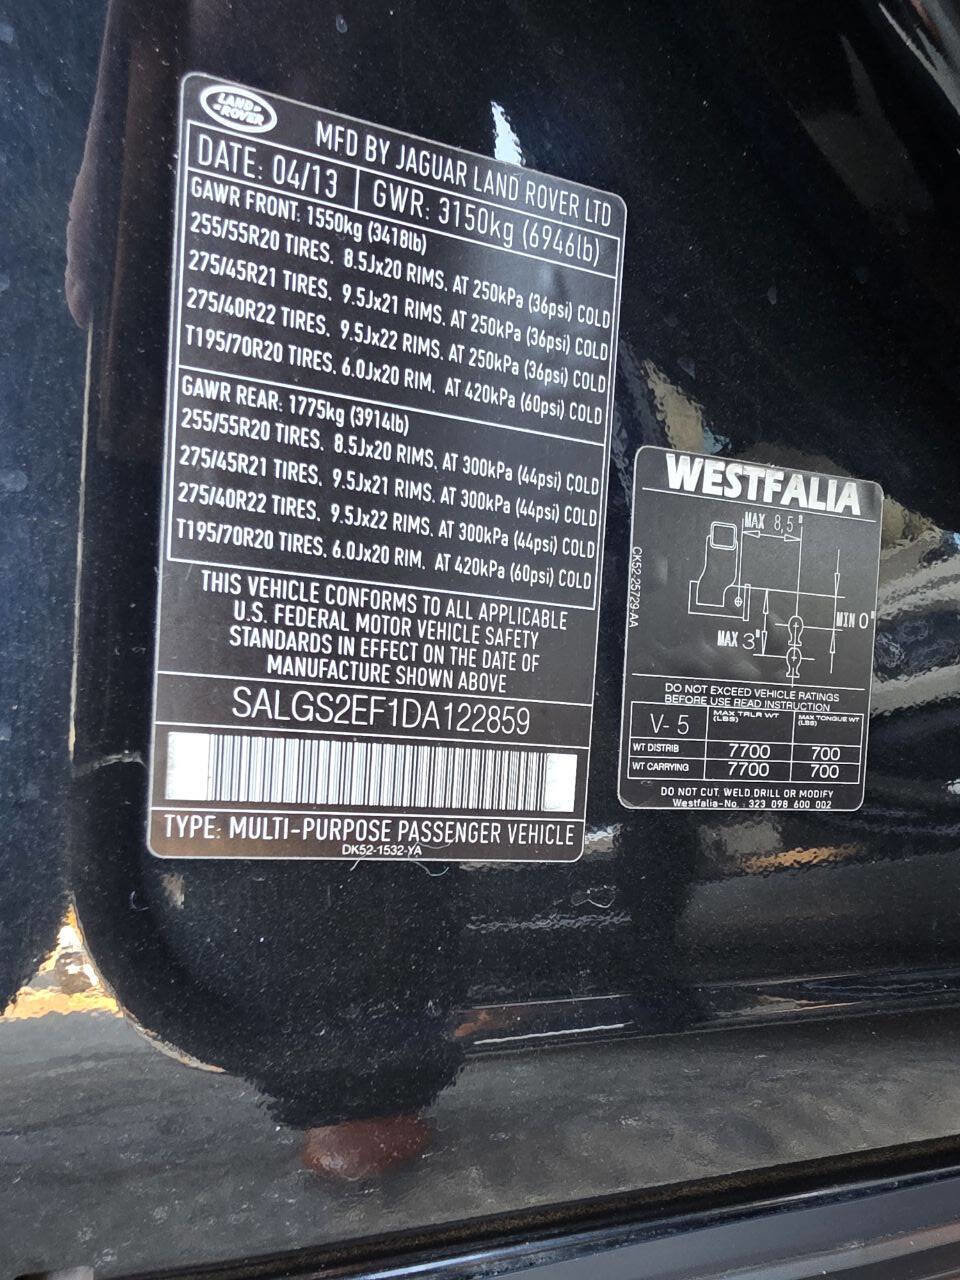 LAND-
-ROVER
MFD BY JAGUAR LAND ROVER LTD
DATE: 04/13 GWR: 3150kg (6946lb)
GAWR FRONT: 1550kg (3418lb)
255/55R20 TIRES. 8.5Jx20 RIMS. AT 250kPa (36psi) COLD
275/45R21 TIRES. 9.5Jx21 RIMS. AT 250kPa (36psi) COLD
275/40R22 TIRES. 9.5Jx22 RIMS. AT 250kPa (36psi) COLD
T195/70R20 TIRES. 6.0Jx20 RIM. AT 420kPa (60psi) COLD
GAWR REAR: 1775kg (3914lb)
255/55R20 TIRES. 8.5Jx20 RIMS. AT 300kPa (44psi) COLD
275/45R21 TIRES. 9.5Jx21 RIMS. AT 300kPa (44psi) COLD
275/40R22 TIRES. 9.5Jx22 RIMS. AT 300kPa (44psi) COLD
T195/70R20 TIRES. 6.0Jx20 RIM. AT 420kPa (60psi) COLD
THIS VEHICLE CONFORMS TO ALL APPLICABLE
U.S. FEDERAL MOTOR VEHICLE SAFETY
STANDARDS IN EFFECT ON THE DATE OF
MANUFACTURE SHOWN ABOVE
SALGS2EF1DA122859
TYPE: MULTI-PURPOSE PASSENGER VEHICLE
DK52-1532-YA
WESTFALIA
MAX 8,5"
CK52-25729-AA
MIN 0"
MAX 3"
DO NOT EXCEED VEHICLE RATINGS
BEFORE USE READ INSTRUCTION
V-5 MAX TRLR WT (LBS) MAX TONGUE WT (LBS)
WT DISTRIB 7700 700
WT CARRYING 7700 700
DO NOT CUT, WELD, DRILL OR MODIFY
Westfalia-No. 323 098 600 002